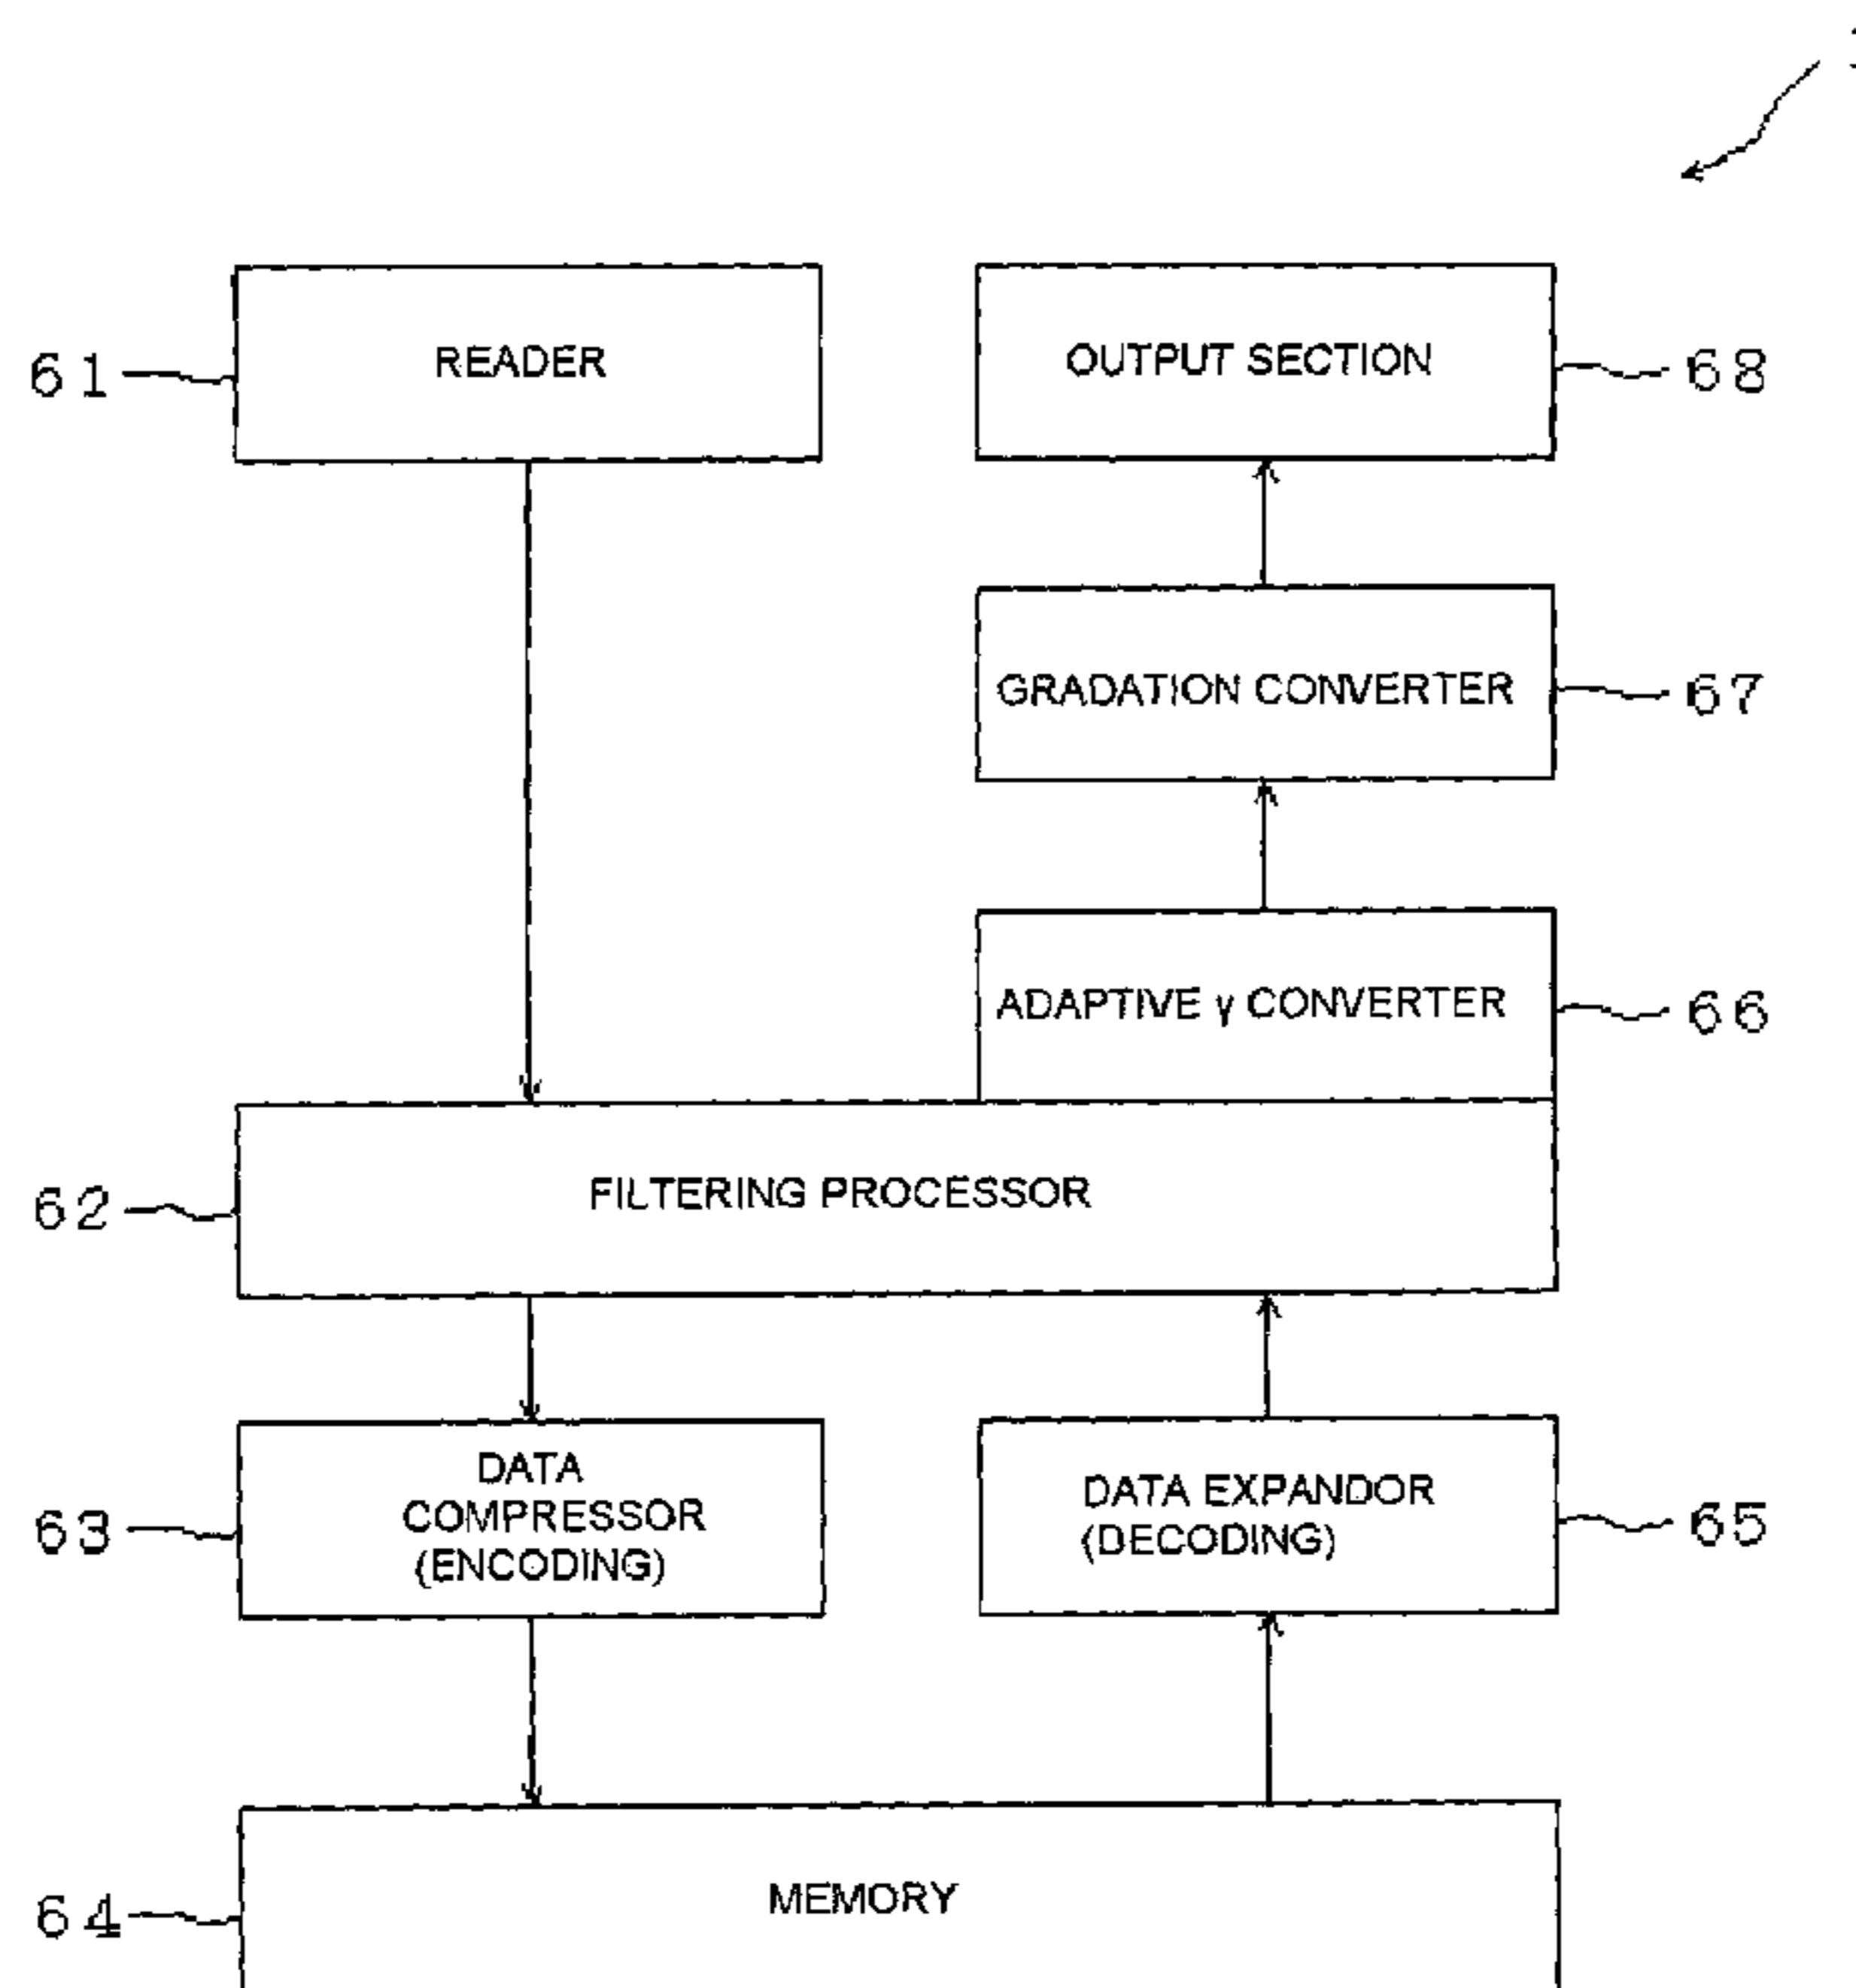 61
READER
OUTPUT SECTION
68
GRADATION CONVERTER
67
ADAPTIVE γ CONVERTER
66
62
FILTERING PROCESSOR
63
DATA
COMPRESSOR
(ENCODING)
DATA EXPANDOR
(DECODING)
65
64
MEMORY